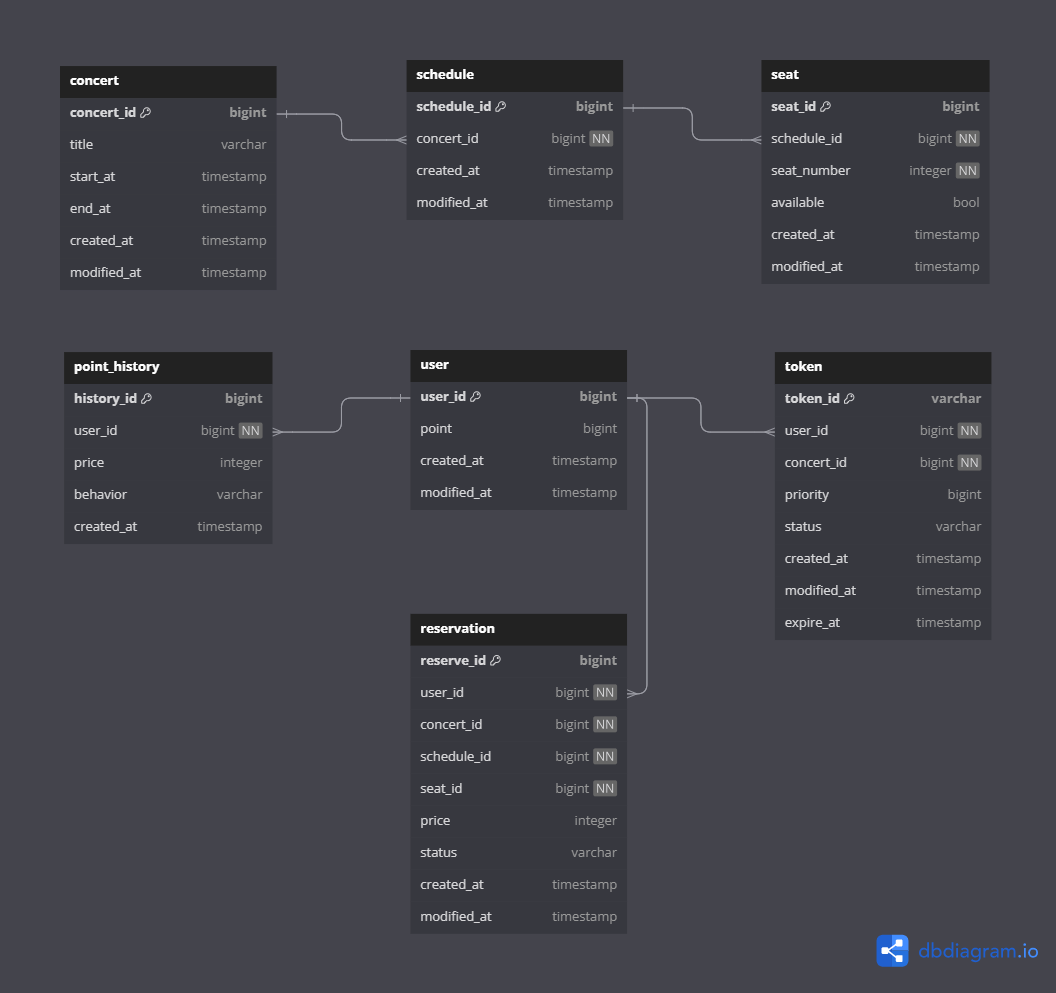 concert
concert_id bigint
title varchar
start_at timestamp
end_at timestamp
created_at timestamp
modified_at timestamp
schedule
schedule_id bigint
concert_id bigint NN
created_at timestamp
modified_at timestamp
seat
seat_id bigint
schedule_id bigint NN
seat_number integer NN
available bool
created_at timestamp
modified_at timestamp
point_history
history_id bigint
user_id bigint NN
price integer
behavior varchar
created_at timestamp
user
user_id bigint
point bigint
created_at timestamp
modified_at timestamp
token
token_id varchar
user_id bigint NN
concert_id bigint NN
priority bigint
status varchar
created_at timestamp
modified_at timestamp
expire_at timestamp
reservation
reserve_id bigint
user_id bigint NN
concert_id bigint NN
schedule_id bigint NN
seat_id bigint NN
price integer
status varchar
created_at timestamp
modified_at timestamp
dbdiagram.io